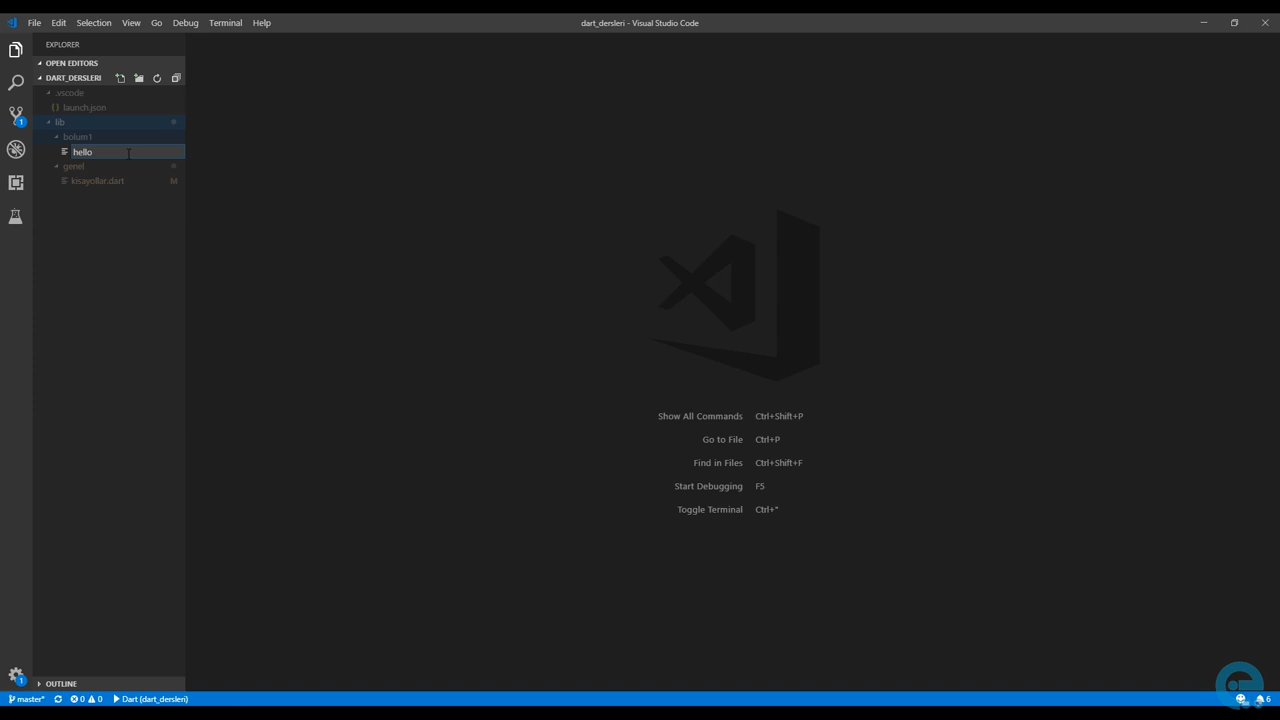 File Edit Selection View Go Debug Terminal Help
dart_dersleri - Visual Studio Code
EXPLORER
OPEN EDITORS
DART_DERSLERI
.vscode
{} launch.json
lib
bolum1
hello
genel
kisayollar.dart M
1
Show All Commands Ctrl+Shift+P
Go to File Ctrl+P
Find in Files Ctrl+Shift+F
Start Debugging F5
Toggle Terminal Ctrl+"
OUTLINE
1
master* 0 0 Dart (dart_dersleri)
6